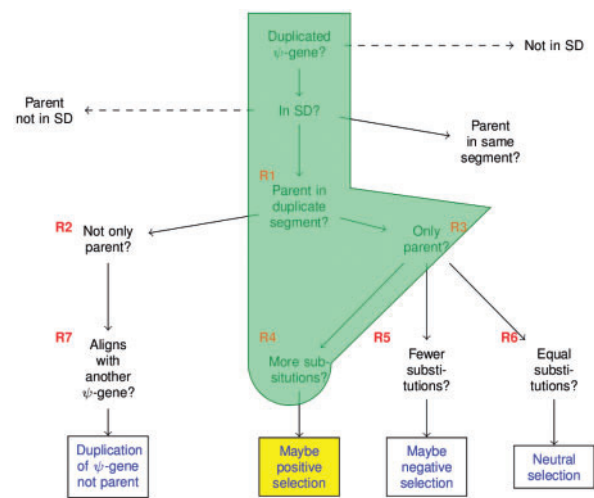 Duplicated
ψ-gene?
Not in SD
Parent
not in SD
In SD?
Parent
in same
segment?
R1
Parent in
duplicate
segment?
R2
Not only
parent?
Only
parent?
R3
R7
Aligns
with
another
ψ-gene?
R4
More sub-
situtions?
R5
Fewer
substi-
tutions?
R6
Equal
substi-
tutions?
Duplication
of ψ-gene
not parent
Maybe
positive
selection
Maybe
negative
selection
Neutral
selection